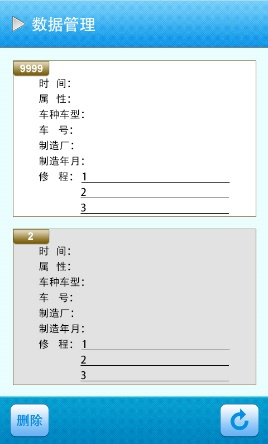 数据管理
9999
时 间：
属 性：
车种车型：
车 号：
制造厂：
制造年月：
修 程： 1
2
3
2
时 间：
属 性：
车种车型：
车 号：
制造厂：
制造年月：
修 程： 1
2
3
删除